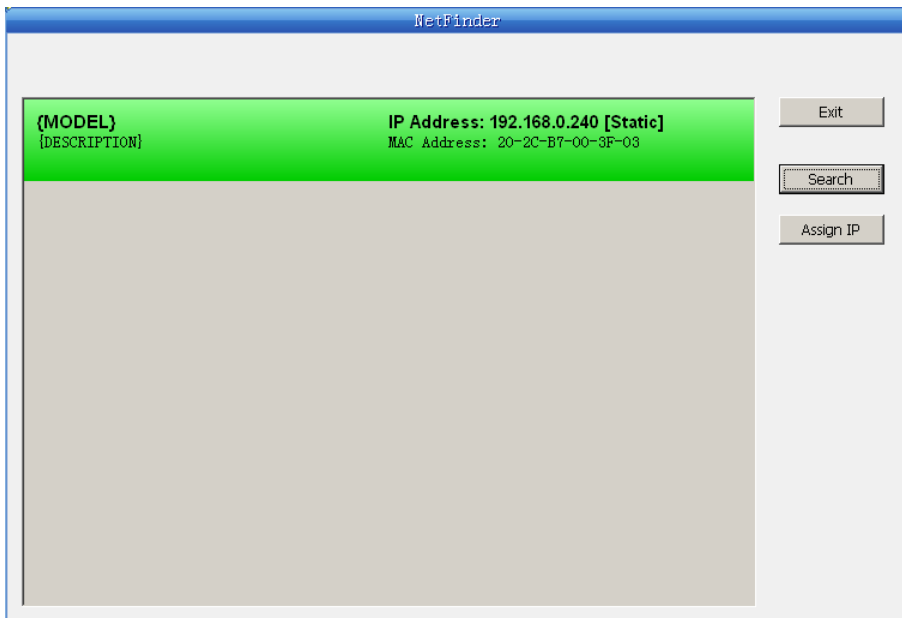 NetFinder
{MODEL}
{DESCRIPTION}
IP Address: 192.168.0.240 [Static]
MAC Address: 20-2C-B7-00-3F-03
Exit
Search
Assign IP